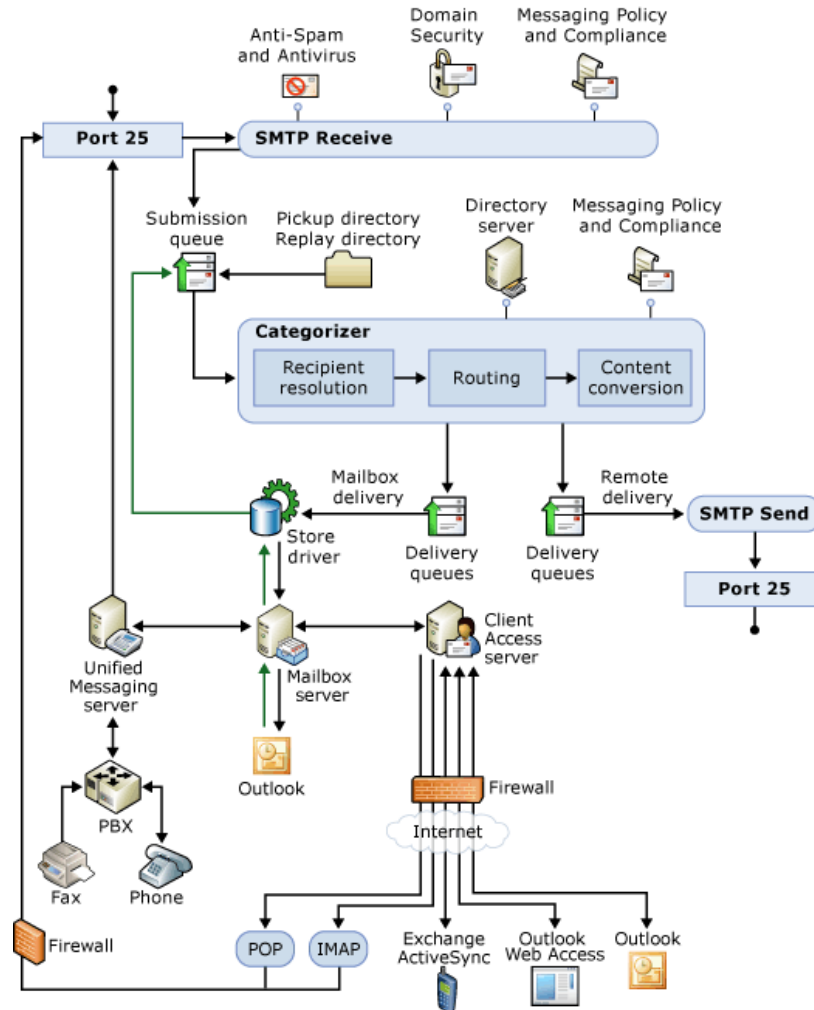 Anti-Spam
and Antivirus
Domain
Security
Messaging Policy
and Compliance
Port 25
SMTP Receive
Submission
queue
Pickup directory
Replay directory
Directory
server
Messaging Policy
and Compliance
Categorizer
Recipient
resolution
Routing
Content
conversion
Mailbox
delivery
Remote
delivery
SMTP Send
Store
driver
Delivery
queues
Delivery
queues
Port 25
Unified
Messaging
server
Mailbox
server
Client
Access
server
Outlook
PBX
Firewall
Internet
Fax
Phone
Firewall
POP
IMAP
Exchange
ActiveSync
Outlook
Web Access
Outlook